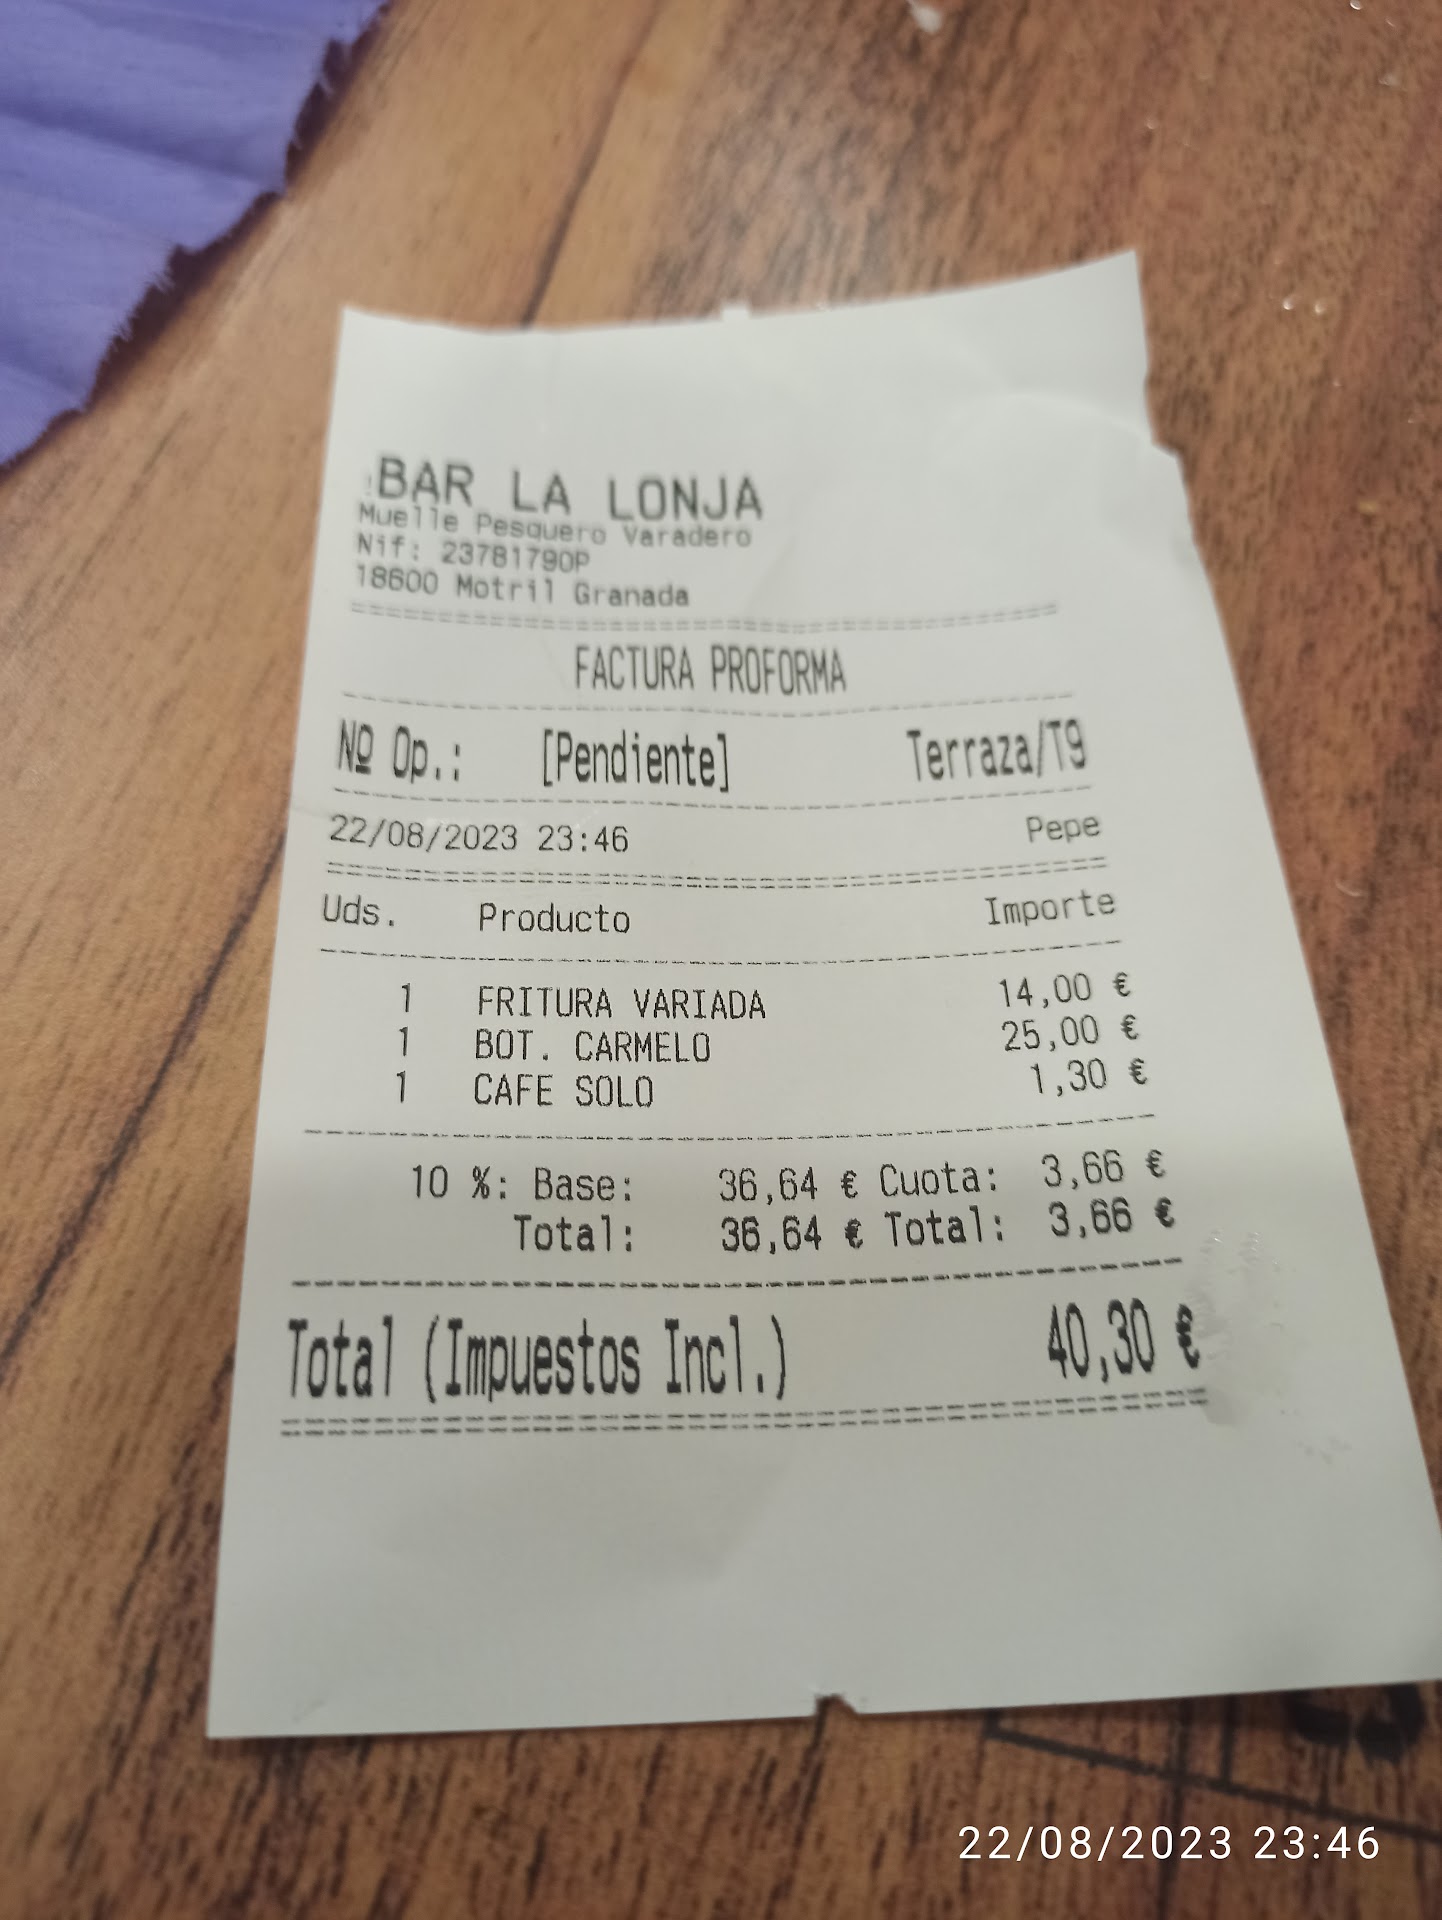 BAR LA LONJA
Muelle Pesquero Varadero
Nif: 23781790P
18600 Motril Granada
FACTURA PROFORMA
Nº Op.: [Pendiente] Terraza/T9
22/08/2023 23:46 Pepe
Uds. Producto Importe
1 FRITURA VARIADA 14,00 €
1 BOT. CARMELO 25,00 €
1 CAFE SOLO 1,30 €
10 %: Base: 36,64 € Cuota: 3,66 €
Total: 36,64 € Total: 3,66 €
Total (Impuestos Incl.) 40,30 €
22/08/2023 23:46